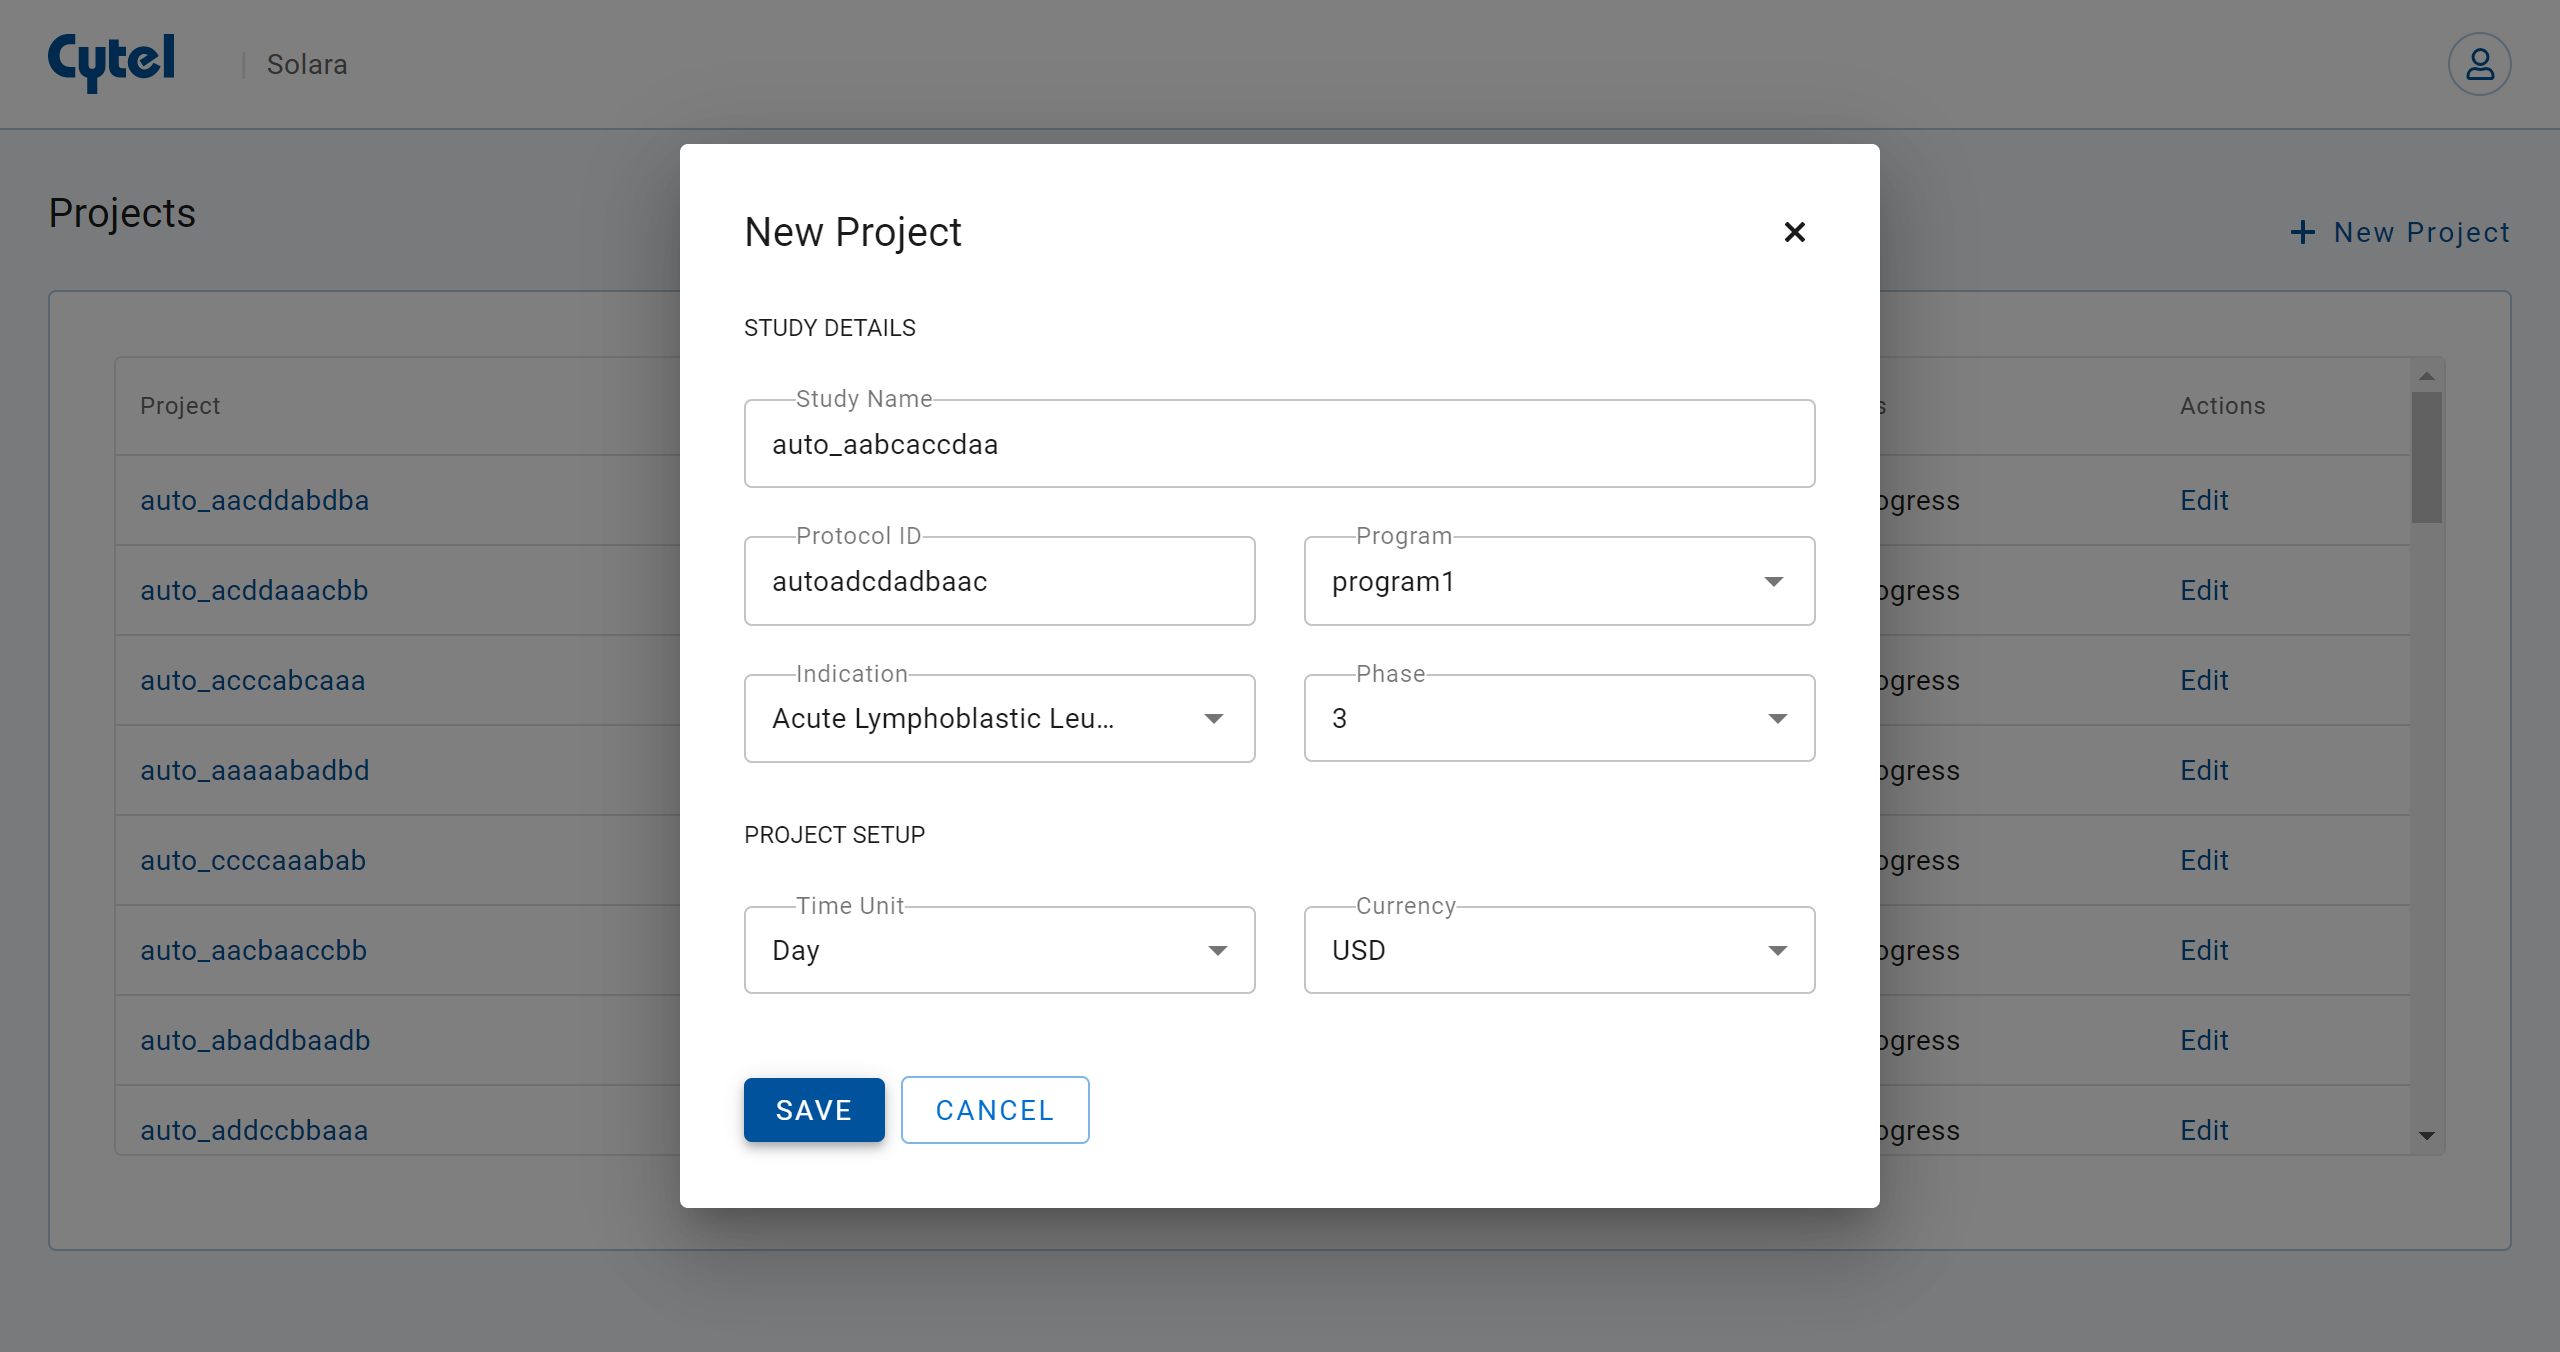 Cytel | Solara
Projects
+ New Project
New Project
STUDY DETAILS
Study Name
auto_aabcaccdaa
Protocol ID
autoadcdadbaac
Program
program1
Indication
Acute Lymphoblastic Leu...
Phase
3
PROJECT SETUP
Time Unit
Day
Currency
USD
SAVE
CANCEL
Project
s
Actions
auto_aacddabdba
ogress
Edit
auto_acddaaacbb
ogress
Edit
auto_acccabcaaa
ogress
Edit
auto_aaaaabadbd
ogress
Edit
auto_ccccaaabab
ogress
Edit
auto_aacbaaccbb
ogress
Edit
auto_abaddbaadb
ogress
Edit
auto_addccbbaaa
ogress
Edit